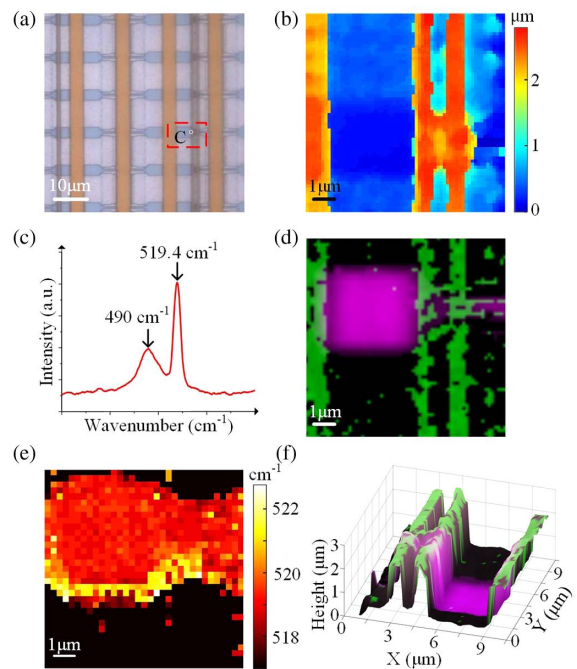 (a)
C
10μm
(b)
μm
2
1
0
1μm
(c)
519.4 cm⁻¹
490 cm⁻¹
Intensity (a.u.)
Wavenumber (cm⁻¹)
(d)
1μm
(e)
cm⁻¹
522
520
518
1μm
(f)
Height (μm)
3
2
1
0
0
3
6
9
X (μm)
0
3
6
9
Y (μm)